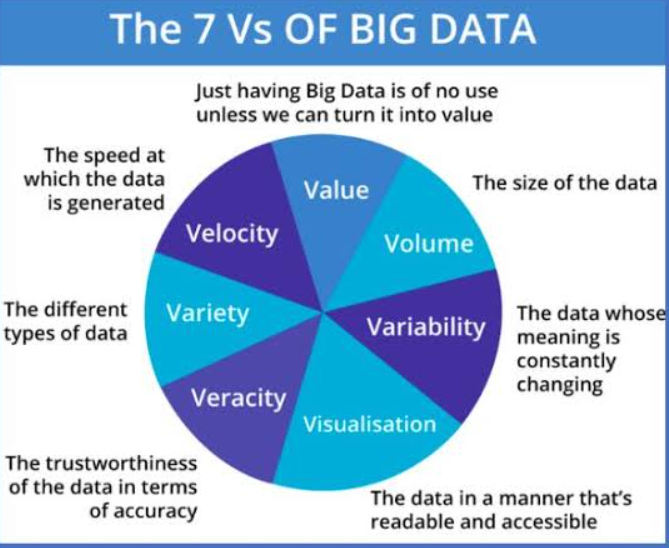 The 7 Vs OF BIG DATA
Just having Big Data is of no use
unless we can turn it into value
Value
The size of the data
Volume
The data whose
meaning is
constantly
changing
Variability
The data in a manner that's
readable and accessible
Visualisation
The trustworthiness
of the data in terms
of accuracy
Veracity
The different
types of data
Variety
The speed at
which the data
is generated
Velocity